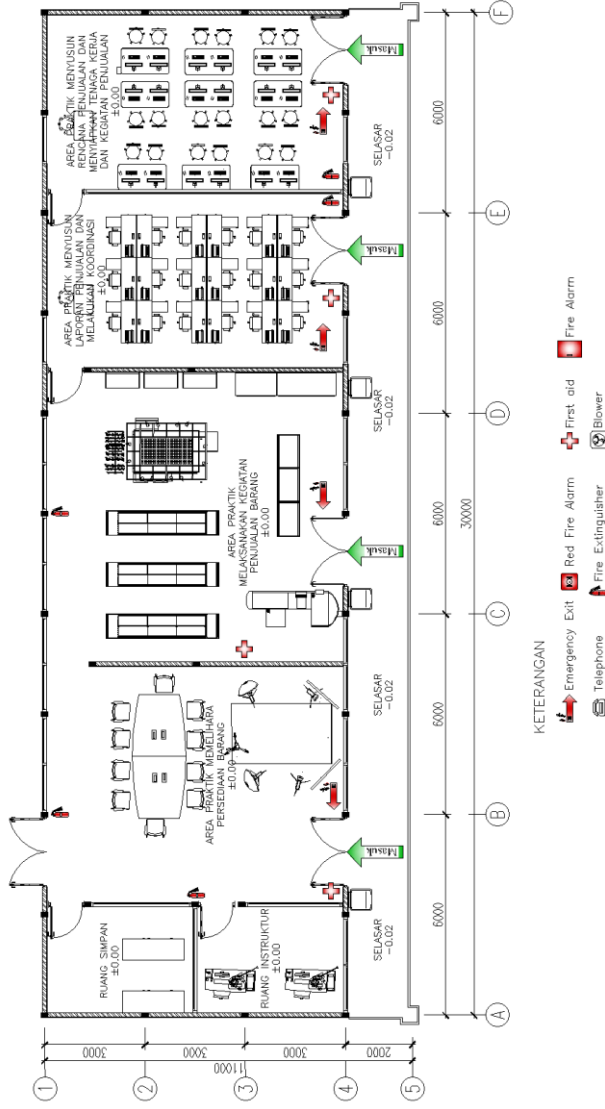 AREA PRAKTIK MENYUSUN
RENCANA PENJUALAN DAN
MENYIAPKAN TENAGA KERJA
DAN KEGIATAN PENJUALAN
±0.00
AREA PRAKTIK MENYUSUN
LAPORAN PENJUALAN DAN
MELAKUKAN KOORDINASI
±0.00
AREA PRAKTIK
MELAKSANAKAN KEGIATAN
PENJUALAN BARANG
±0.00
AREA PRAKTIK MEMELIHARA
PERSEDIAAN BARANG
±0.00
RUANG SIMPAN
±0.00
RUANG INSTRUKTUR
±0.00
Masuk
Masuk
Masuk
Masuk
SELASAR
-0.02
SELASAR
-0.02
SELASAR
-0.02
SELASAR
-0.02
6000
6000
6000
6000
6000
30000
A
B
C
D
E
F
1
2
3
4
5
3000
3000
3000
2000
11000
KETERANGAN
Emergency Exit
Red Fire Alarm
First aid
Fire Alarm
Telephone
Fire Extinguisher
Blower